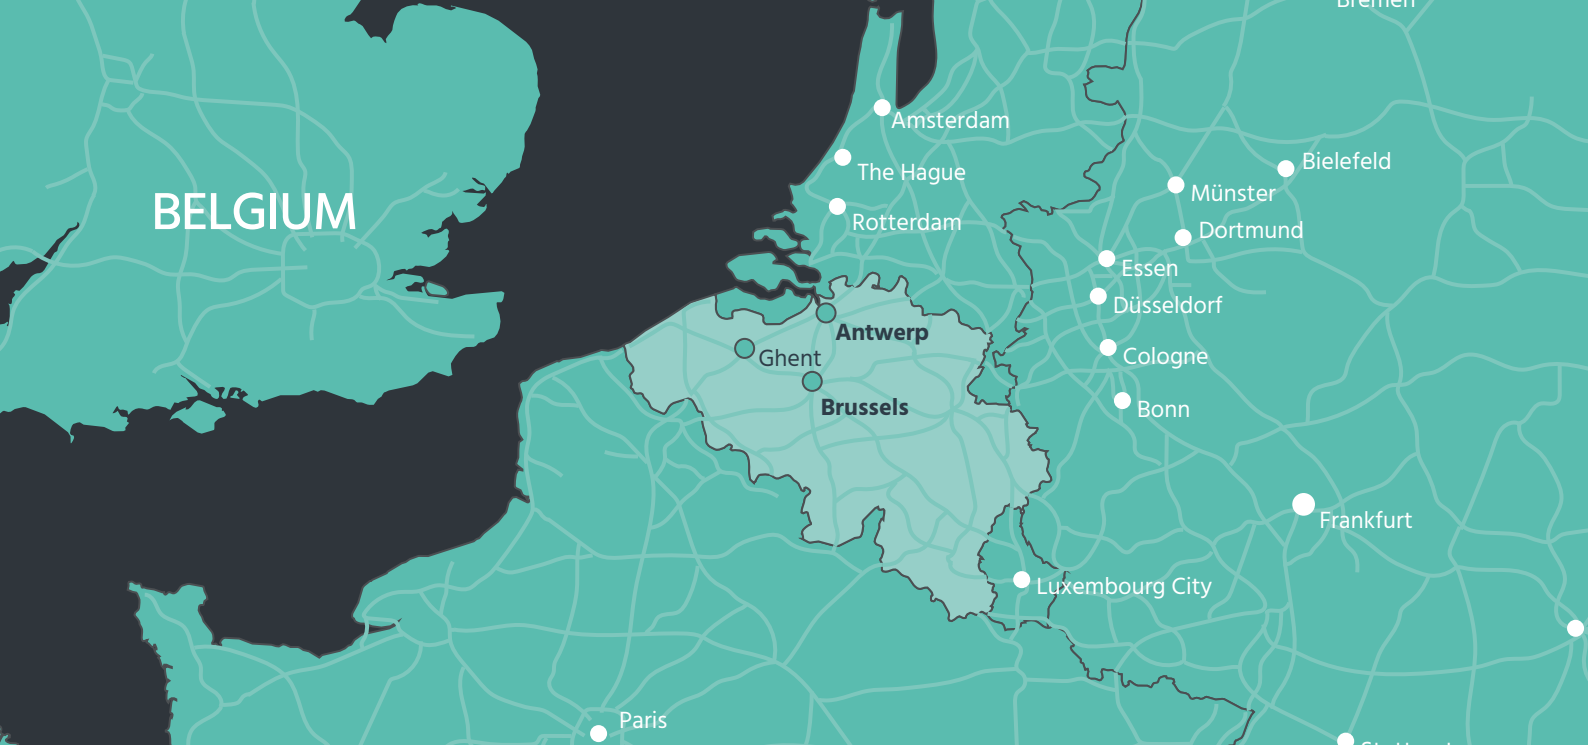 Bremen
Amsterdam
The Hague
Bielefeld
Münster
BELGIUM
Rotterdam
Dortmund
Essen
Düsseldorf
Antwerp
Ghent
Cologne
Brussels
Bonn
Frankfurt
Luxembourg City
Paris